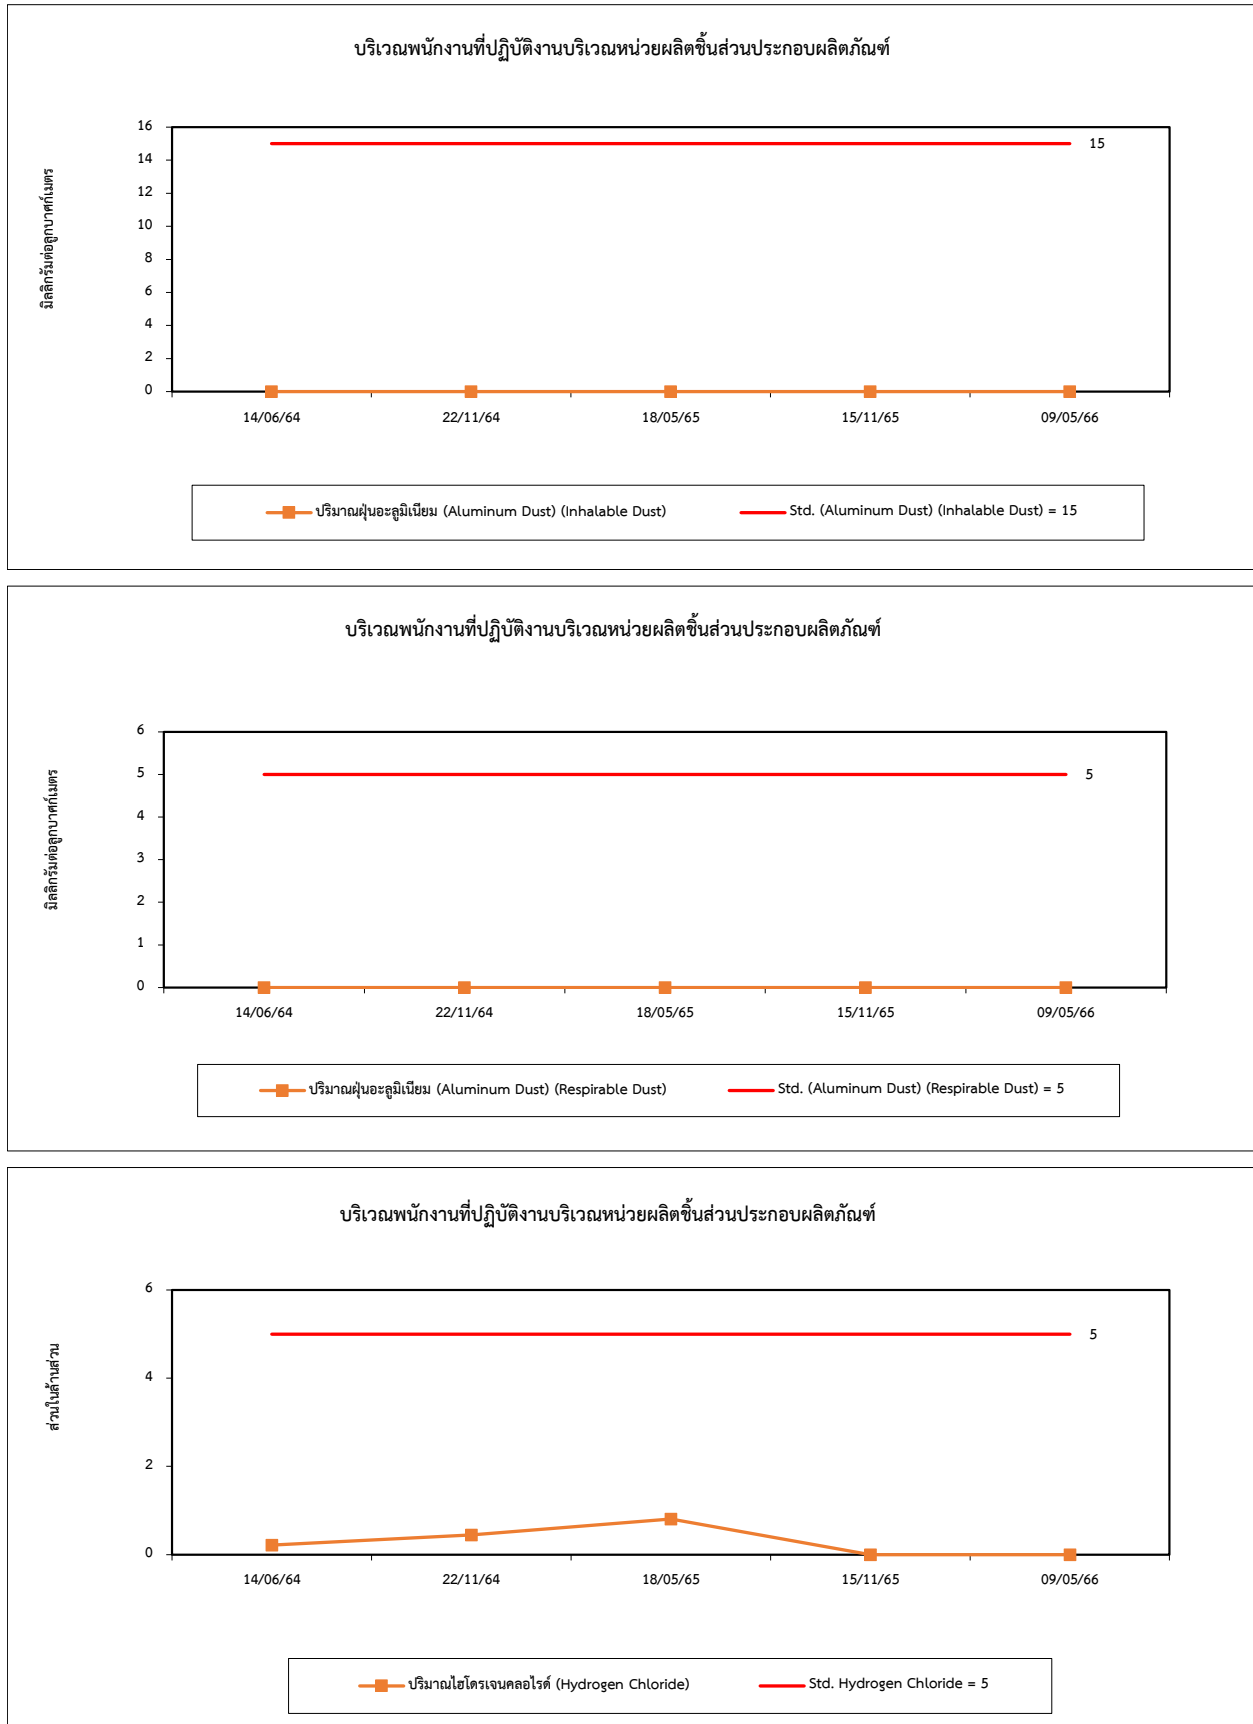 บริเวณพนักงานที่ปฏิบัติงานบริเวณหน่วยผลิตชิ้นส่วนประกอบผลิตภัณฑ์
มิลลิกรัมต่อลูกบาศก์เมตร
16
14
12
10
8
6
4
2
0
15
14/06/64 22/11/64 18/05/65 15/11/65 09/05/66
ปริมาณฝุ่นอะลูมิเนียม (Aluminum Dust) (Inhalable Dust) Std. (Aluminum Dust) (Inhalable Dust) = 15
บริเวณพนักงานที่ปฏิบัติงานบริเวณหน่วยผลิตชิ้นส่วนประกอบผลิตภัณฑ์
มิลลิกรัมต่อลูกบาศก์เมตร
6
5
4
3
2
1
0
5
14/06/64 22/11/64 18/05/65 15/11/65 09/05/66
ปริมาณฝุ่นอะลูมิเนียม (Aluminum Dust) (Respirable Dust) Std. (Aluminum Dust) (Respirable Dust) = 5
บริเวณพนักงานที่ปฏิบัติงานบริเวณหน่วยผลิตชิ้นส่วนประกอบผลิตภัณฑ์
ส่วนในล้านส่วน
6
4
2
0
5
14/06/64 22/11/64 18/05/65 15/11/65 09/05/66
ปริมาณไฮโดรเจนคลอไรด์ (Hydrogen Chloride) Std. Hydrogen Chloride = 5